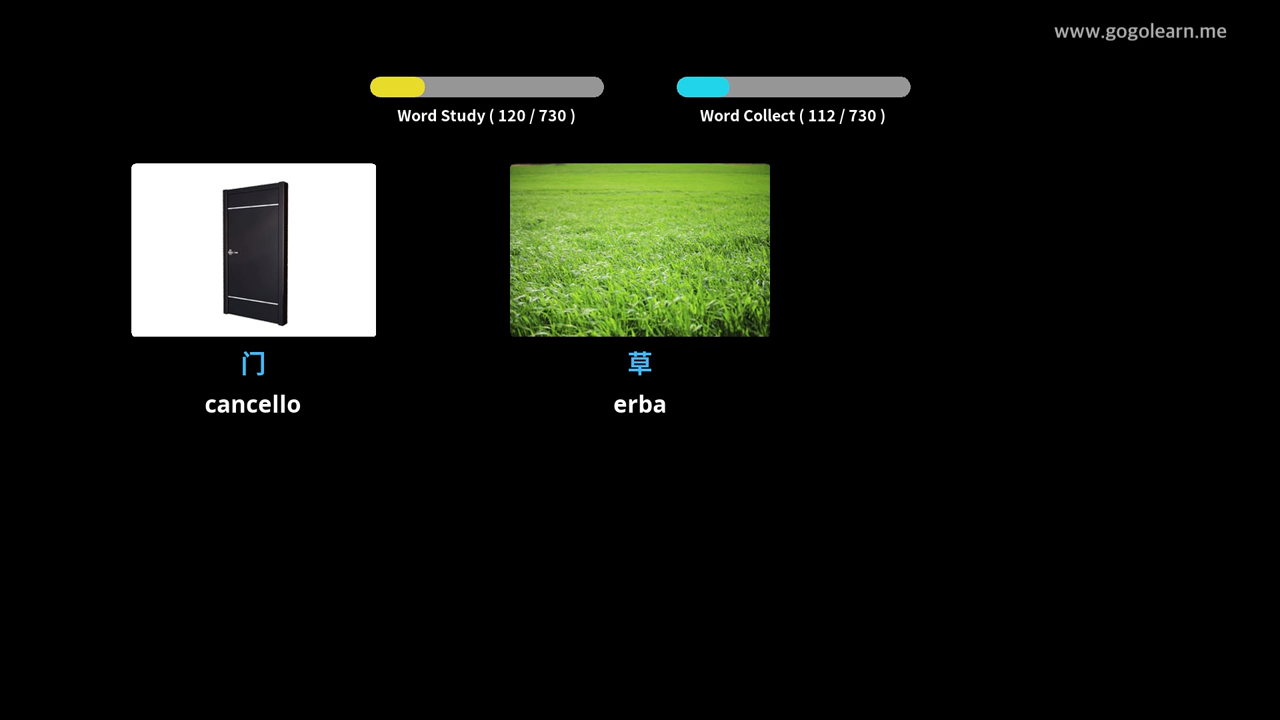 www.gogolearn.me
Word Study ( 120 / 730 )
Word Collect ( 112 / 730 )
门
草
cancello
erba